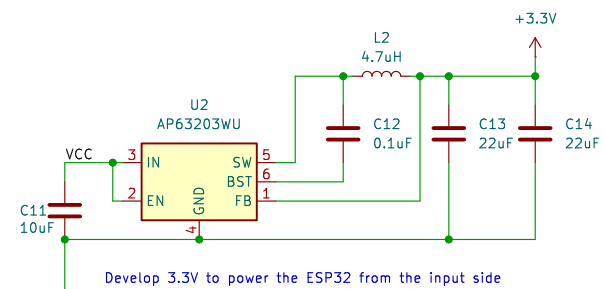 +3.3V
L2
4.7uH
U2
AP63203WU
C12
0.1uF
C13
22uF
C14
22uF
VCC
3
IN
SW
5
BST
6
2
EN
GND
FB
1
4
C11
10uF
Develop 3.3V to power the ESP32 from the input side